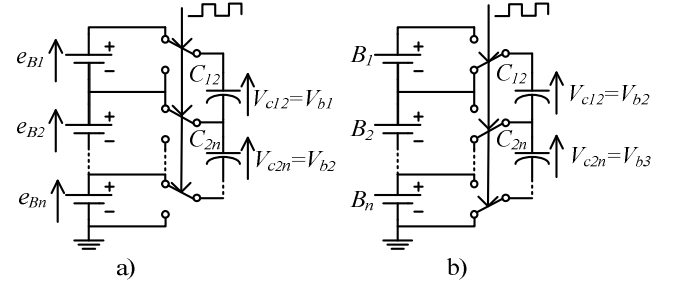 e_B1
+
−
C_12
V_c12=V_b1
e_B2
+
−
C_2n
V_c2n=V_b2
e_Bn
+
−
a)
B_1
+
−
C_12
V_c12=V_b2
B_2
+
−
C_2n
V_c2n=V_b3
B_n
+
−
b)